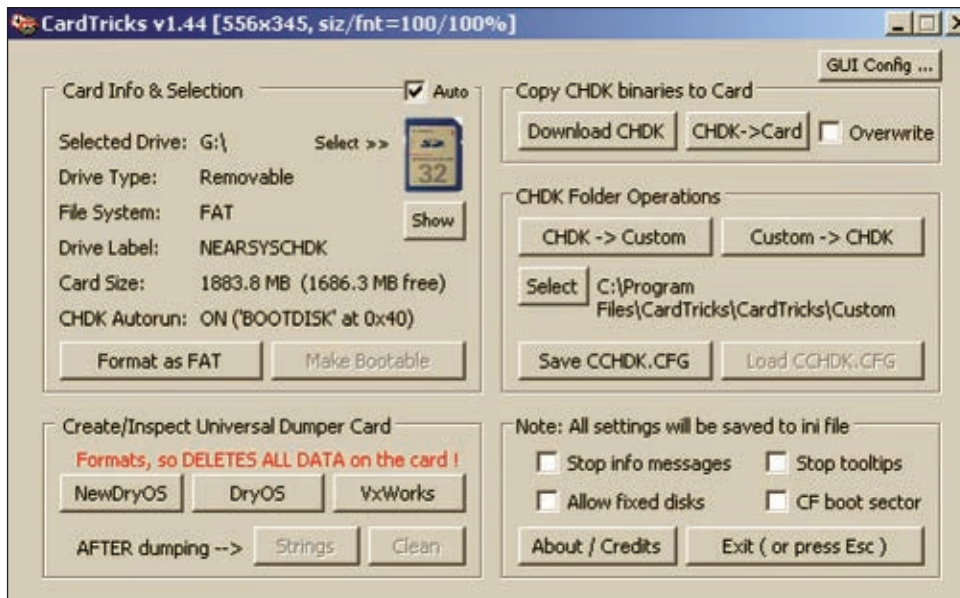 CardTricks v1.44 [556x345, siz/fnt=100/100%]
GUI Config ...
Card Info & Selection
Auto
Selected Drive: G:\
Select >>
32
Drive Type: Removable
File System: FAT
Show
Drive Label: NEARSYSCHDK
Card Size: 1883.8 MB (1686.3 MB free)
CHDK Autorun: ON ('BOOTDISK' at 0x40)
Format as FAT
Make Bootable
Copy CHDK binaries to Card
Download CHDK
CHDK->Card
Overwrite
CHDK Folder Operations
CHDK -> Custom
Custom -> CHDK
Select
C:\Program
Files\CardTricks\CardTricks\Custom
Save CCHDK.CFG
Load CCHDK.CFG
Create/Inspect Universal Dumper Card
Formats, so DELETES ALL DATA on the card !
NewDryOS
DryOS
VxWorks
AFTER dumping -->
Strings
Clean
Note: All settings will be saved to ini file
Stop info messages
Stop tooltips
Allow fixed disks
CF boot sector
About / Credits
Exit ( or press Esc )